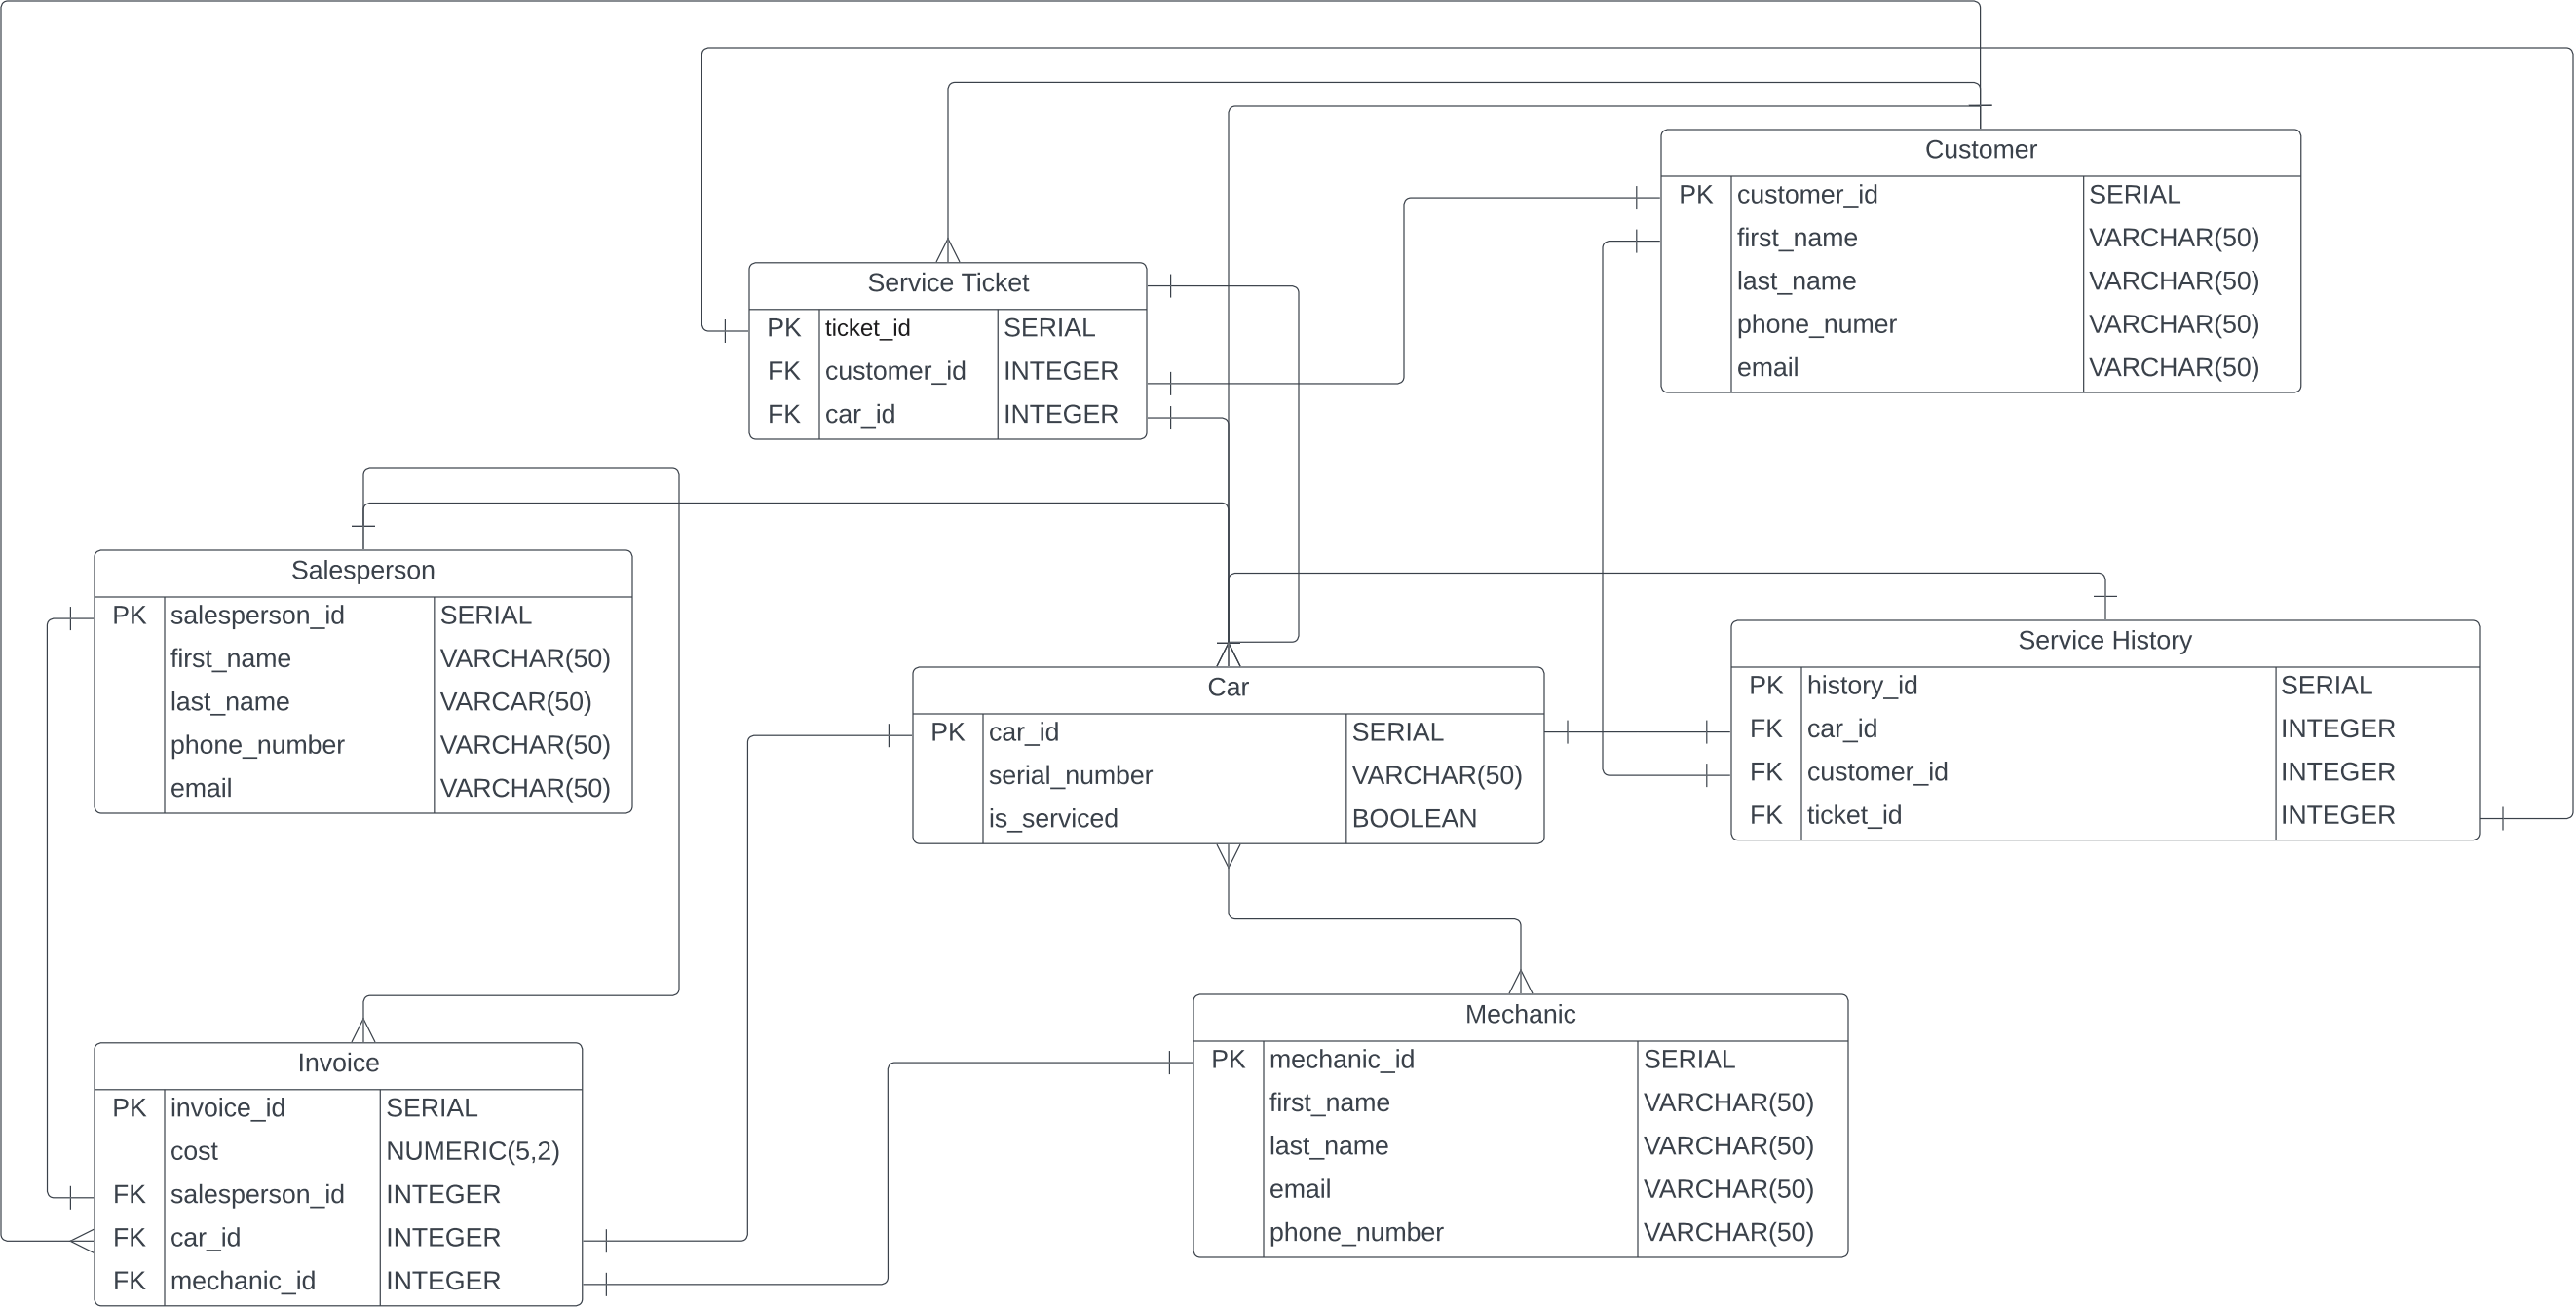 Customer
PK customer_id SERIAL
first_name VARCHAR(50)
last_name VARCHAR(50)
phone_numer VARCHAR(50)
email VARCHAR(50)
Service Ticket
PK ticket_id SERIAL
FK customer_id INTEGER
FK car_id INTEGER
Salesperson
PK salesperson_id SERIAL
first_name VARCHAR(50)
last_name VARCAR(50)
phone_number VARCHAR(50)
email VARCHAR(50)
Service History
PK history_id SERIAL
FK car_id INTEGER
FK customer_id INTEGER
FK ticket_id INTEGER
Car
PK car_id SERIAL
serial_number VARCHAR(50)
is_serviced BOOLEAN
Mechanic
PK mechanic_id SERIAL
first_name VARCHAR(50)
last_name VARCHAR(50)
email VARCHAR(50)
phone_number VARCHAR(50)
Invoice
PK invoice_id SERIAL
cost NUMERIC(5,2)
FK salesperson_id INTEGER
FK car_id INTEGER
FK mechanic_id INTEGER